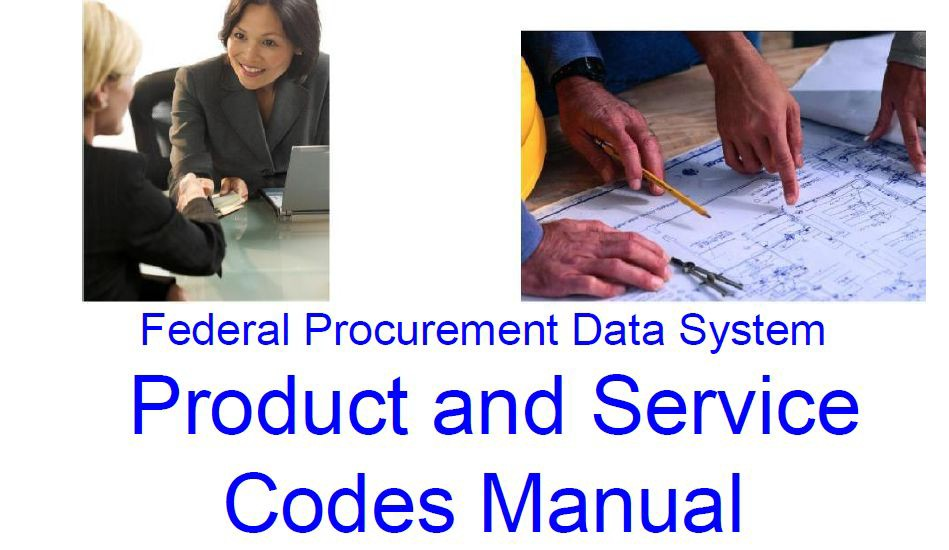 Federal Procurement Data System
Product and Service
Codes Manual